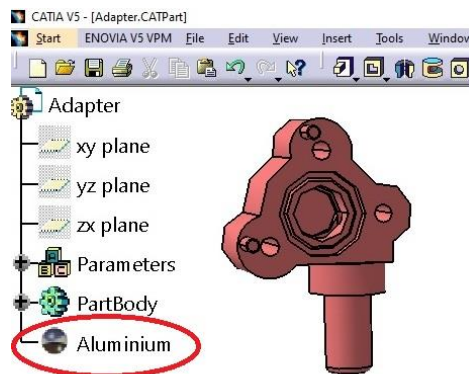 CATIA V5 - [Adapter.CATPart]
Start ENOVIA V5 VPM File Edit View Insert Tools Window
Adapter
xy plane
yz plane
zx plane
Parameters
PartBody
Aluminium